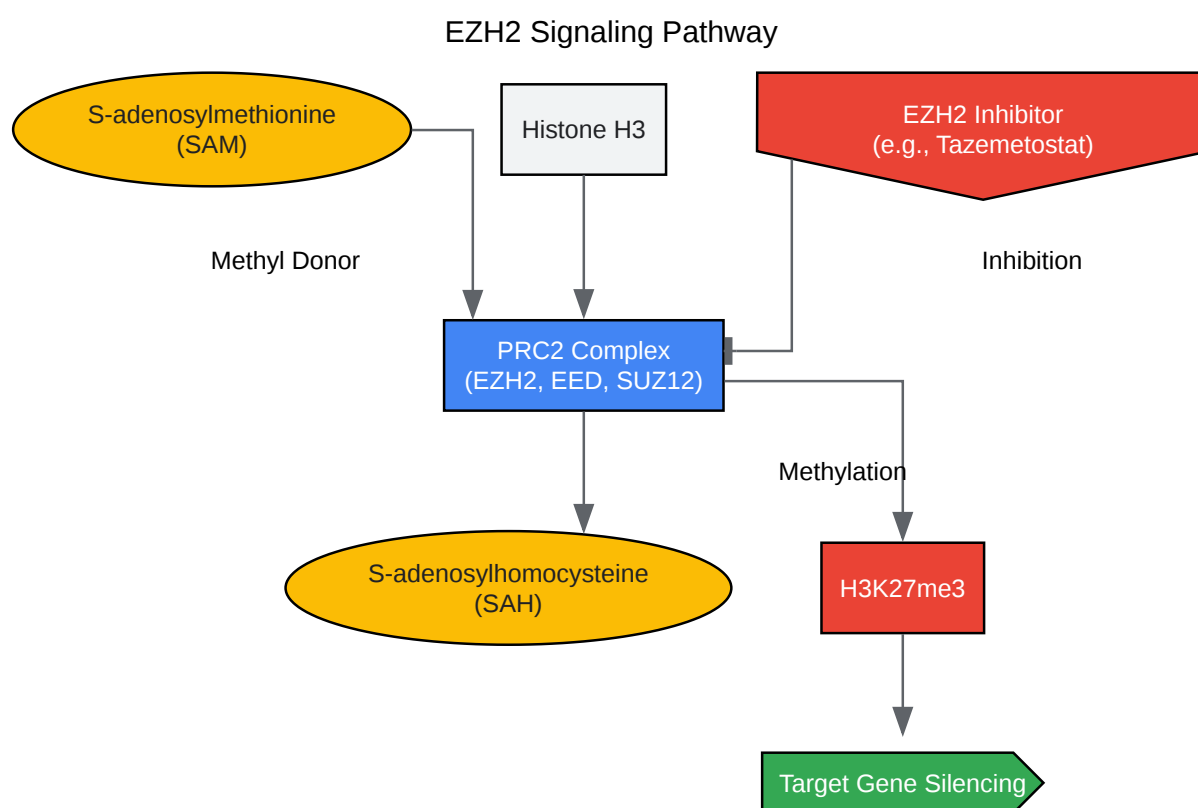 EZH2 Signaling Pathway
S-adenosylmethionine
(SAM)
Histone H3
EZH2 Inhibitor
(e.g., Tazemetostat)
Methyl Donor
Inhibition
PRC2 Complex
(EZH2, EED, SUZ12)
Methylation
S-adenosylhomocysteine
(SAH)
H3K27me3
Target Gene Silencing